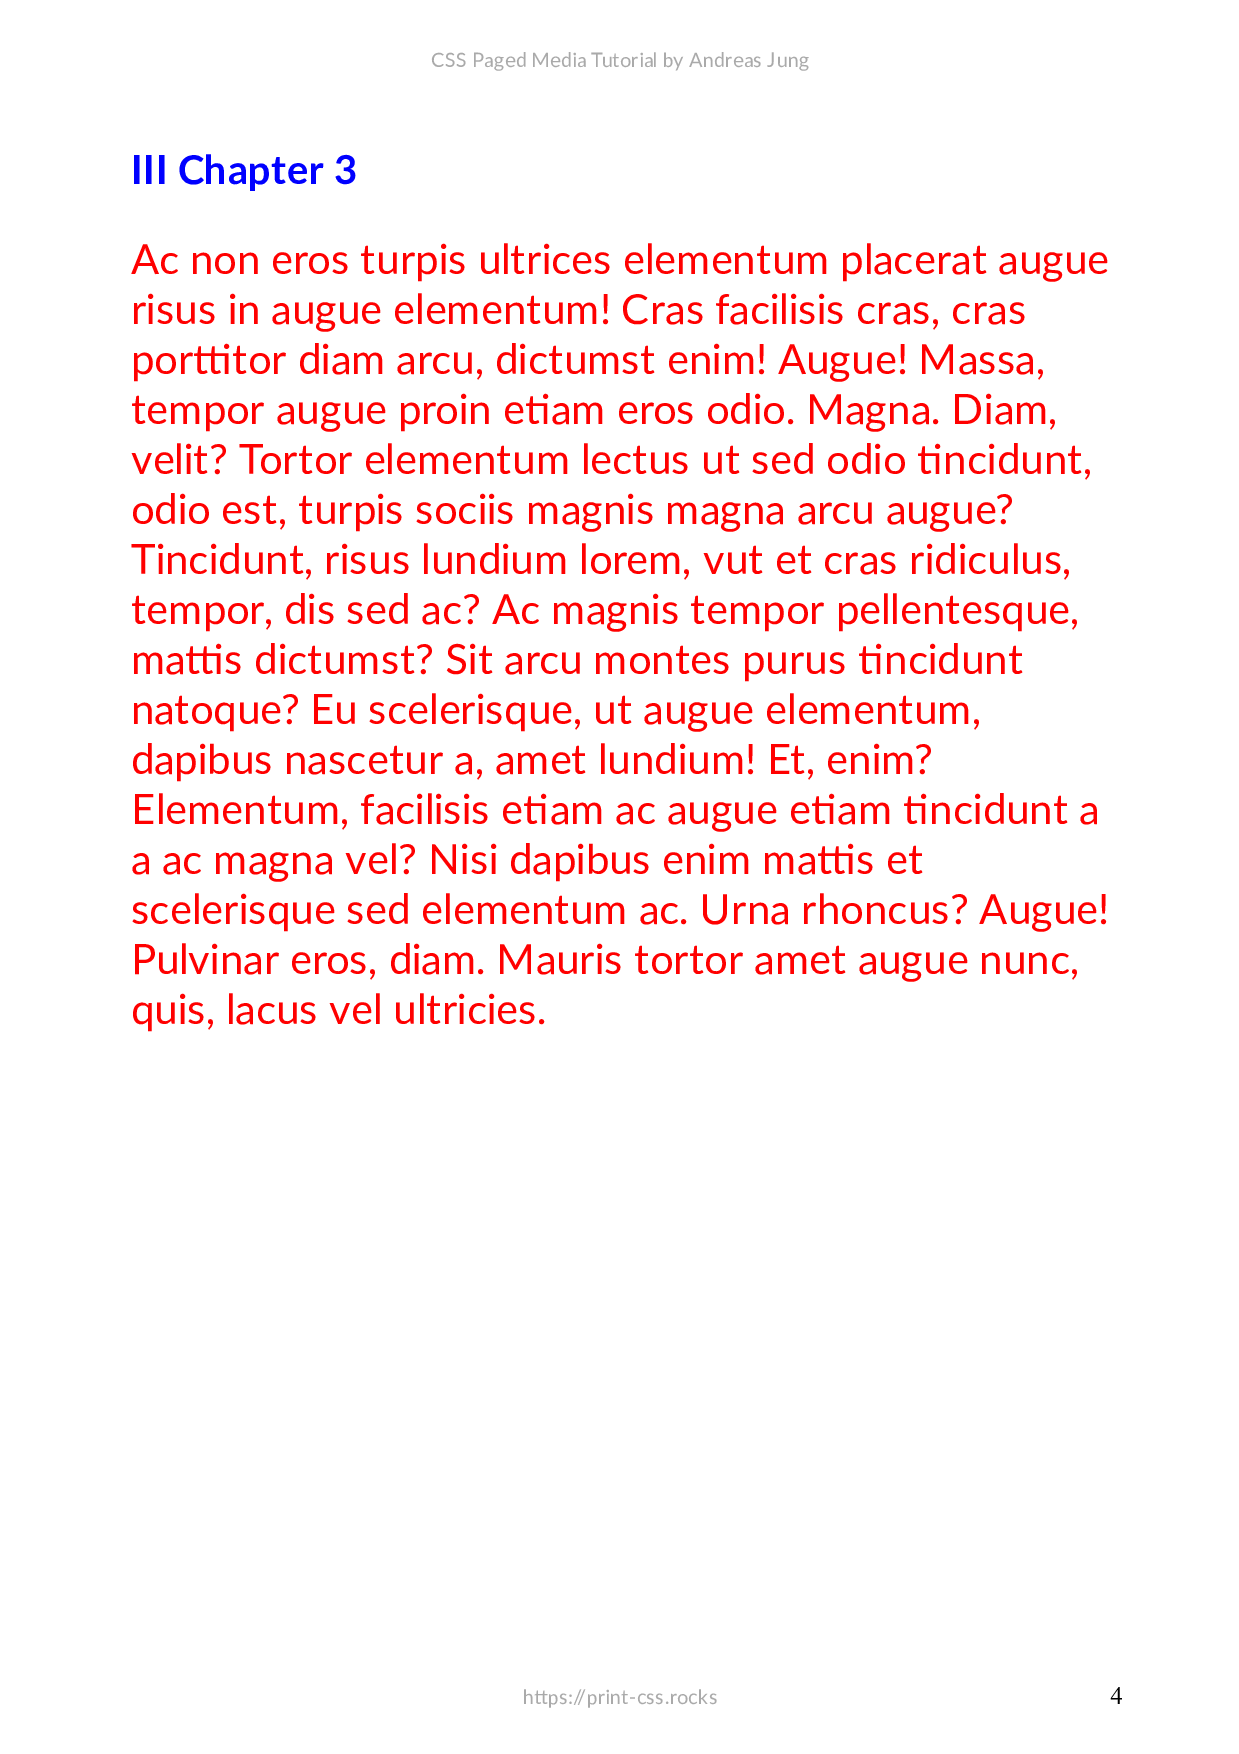 CSS Paged Media Tutorial by Andreas Jung
III Chapter 3
Ac non eros turpis ultrices elementum placerat augue
risus in augue elementum! Cras facilisis cras, cras
porttitor diam arcu, dictumst enim! Augue! Massa,
tempor augue proin etiam eros odio. Magna. Diam,
velit? Tortor elementum lectus ut sed odio tincidunt,
odio est, turpis sociis magnis magna arcu augue?
Tincidunt, risus lundium lorem, vut et cras ridiculus,
tempor, dis sed ac? Ac magnis tempor pellentesque,
mattis dictumst? Sit arcu montes purus tincidunt
natoque? Eu scelerisque, ut augue elementum,
dapibus nascetur a, amet lundium! Et, enim?
Elementum, facilisis etiam ac augue etiam tincidunt a
a ac magna vel? Nisi dapibus enim mattis et
scelerisque sed elementum ac. Urna rhoncus? Augue!
Pulvinar eros, diam. Mauris tortor amet augue nunc,
quis, lacus vel ultricies.
https://print-css.rocks
4